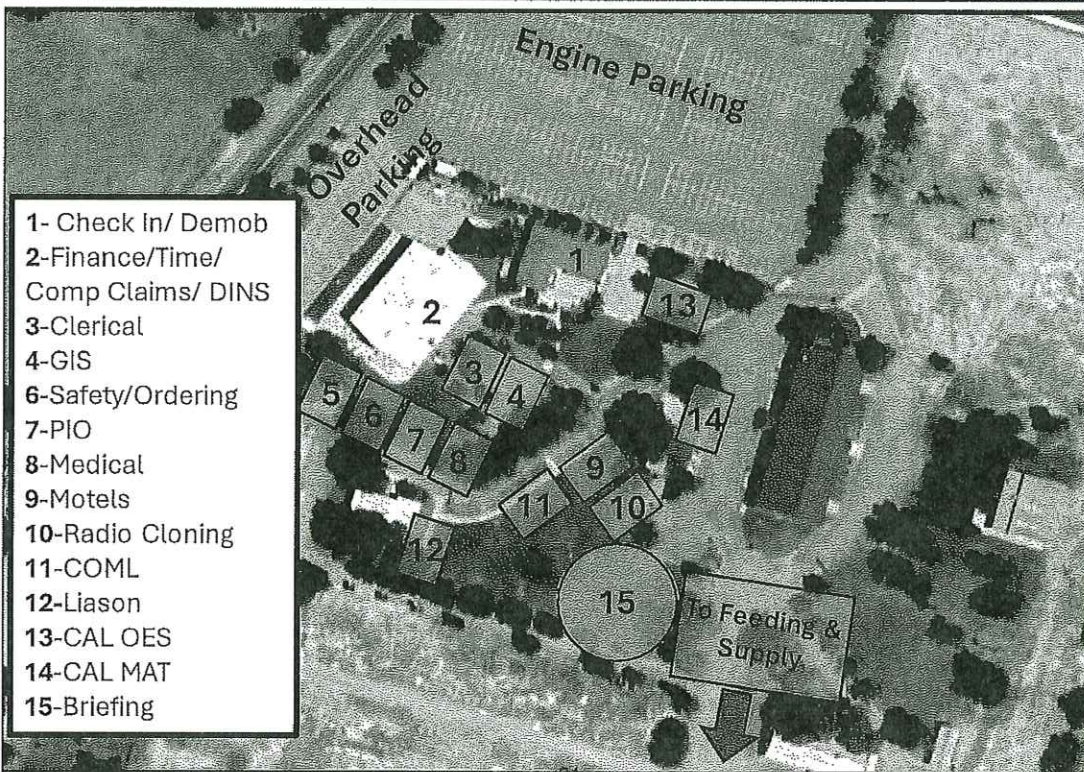 Engine Parking
Overhead
Parking
1- Check In/ Demob
2-Finance/Time/
Comp Claims/ DINS
3-Clerical
4-GIS
6-Safety/Ordering
7-PIO
8-Medical
9-Motels
10-Radio Cloning
11-COML
12-Liason
13-CAL OES
14-CAL MAT
15-Briefing
1
2
13
3
4
5
6
7
8
14
9
10
11
12
15
To Feeding &
Supply